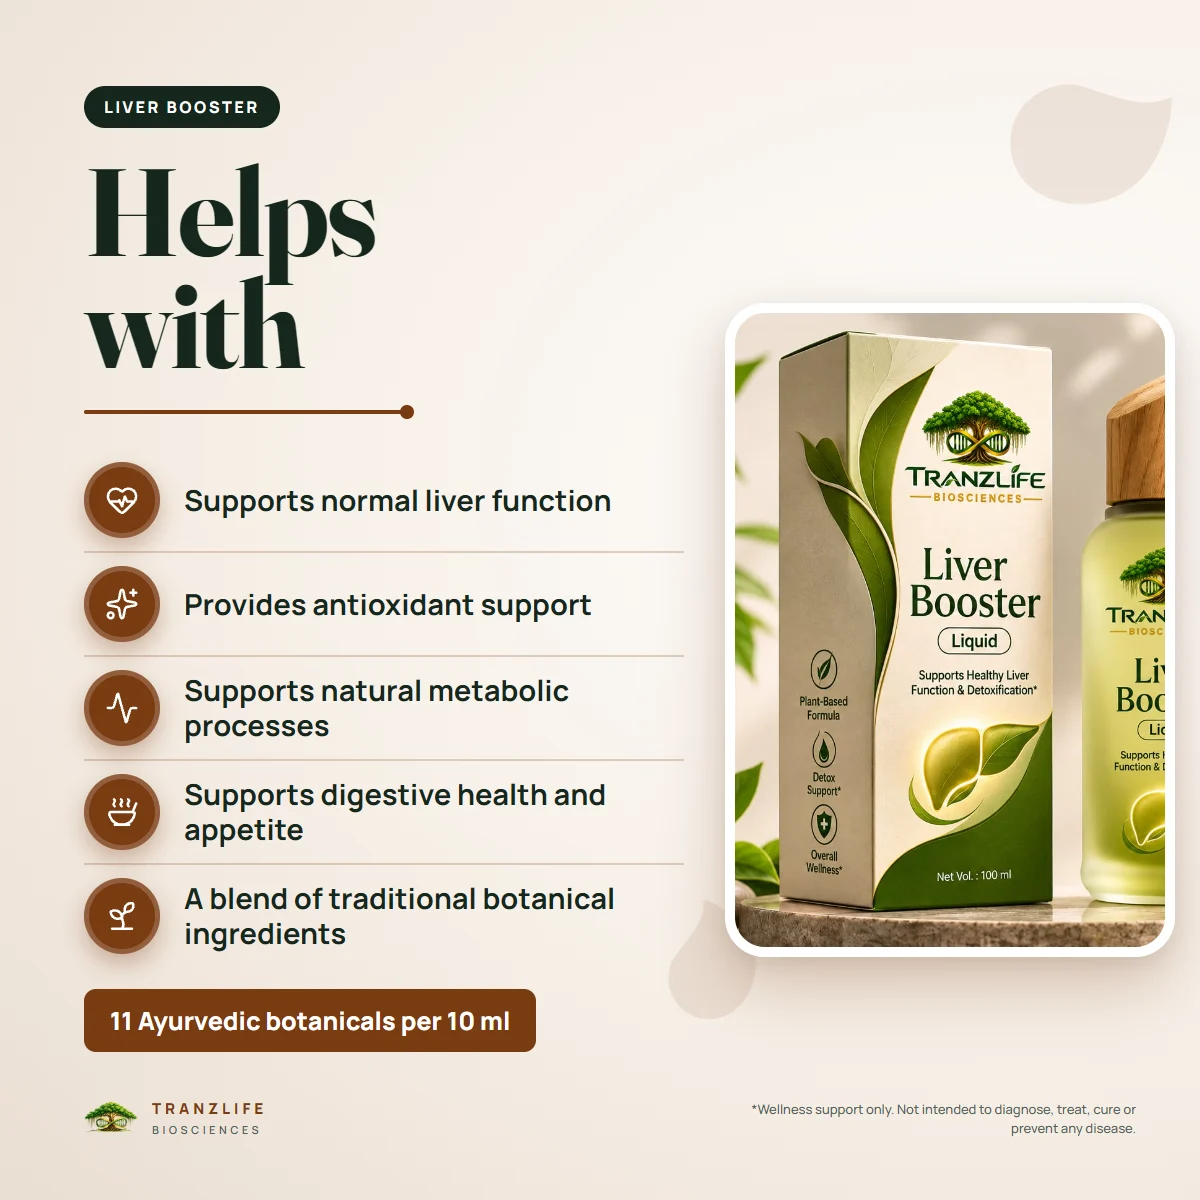 LIVER BOOSTER
Helps
with
Supports normal liver function
Provides antioxidant support
Supports natural metabolic
processes
Supports digestive health and
appetite
A blend of traditional botanical
ingredients
11 Ayurvedic botanicals per 10 ml
TRANZLIFE
BIOSCIENCES
Liver
Booster
Liquid
Supports Healthy Liver
Function & Detoxification*
Plant-Based
Formula
Detox
Support*
Overall
Wellness*
Net Vol. : 100 ml
TRANZLIFE
BIOSCIENCES
*Wellness support only. Not intended to diagnose, treat, cure or
prevent any disease.